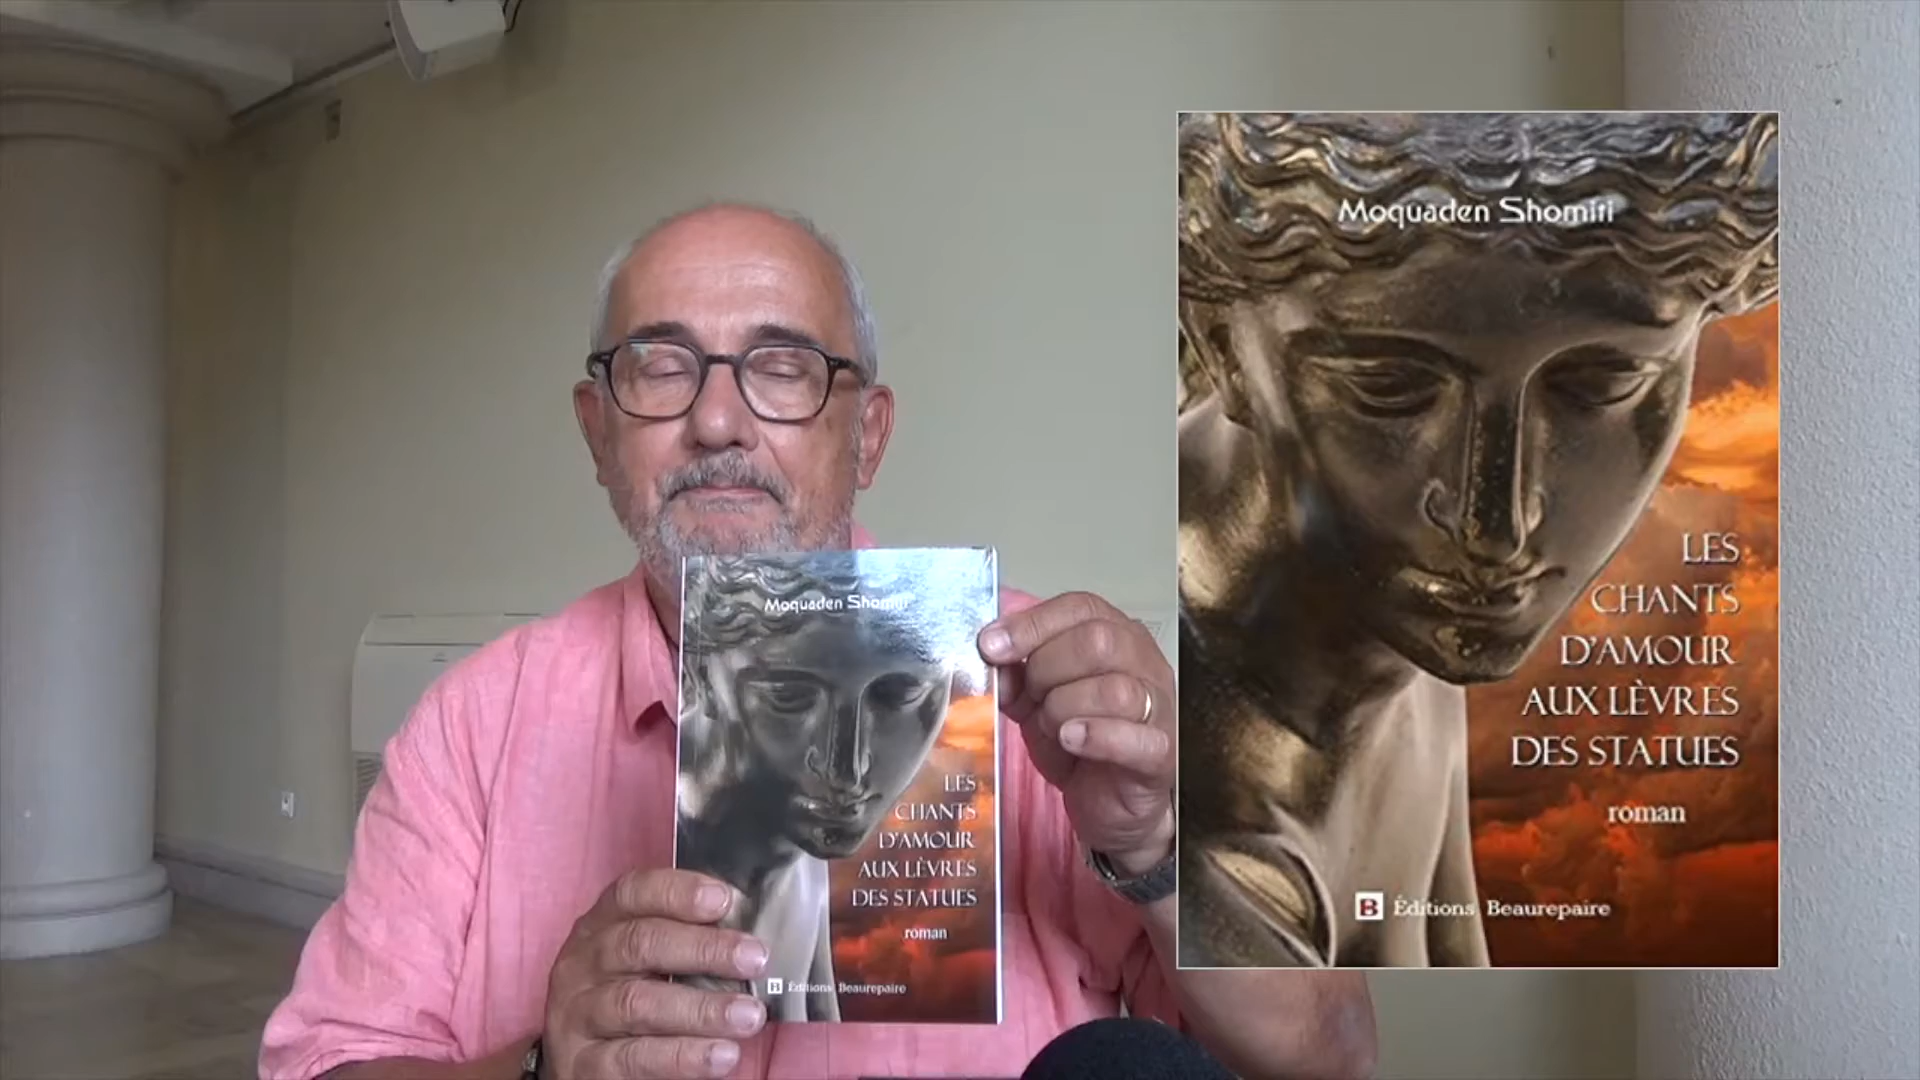 Moquaden Shomiti
LES
CHANTS
D'AMOUR
AUX LÈVRES
DES STATUES
roman
B Éditions Beaurepaire
Moquaden Shomiti
LES
CHANTS
D'AMOUR
AUX LÈVRES
DES STATUES
roman
B Éditions Beaurepaire